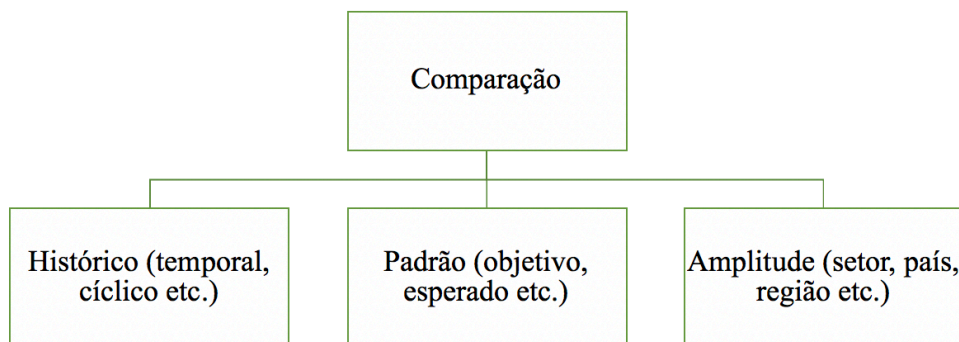 Comparação
Histórico (temporal,
cíclico etc.)
Padrão (objetivo,
esperado etc.)
Amplitude (setor, país,
região etc.)